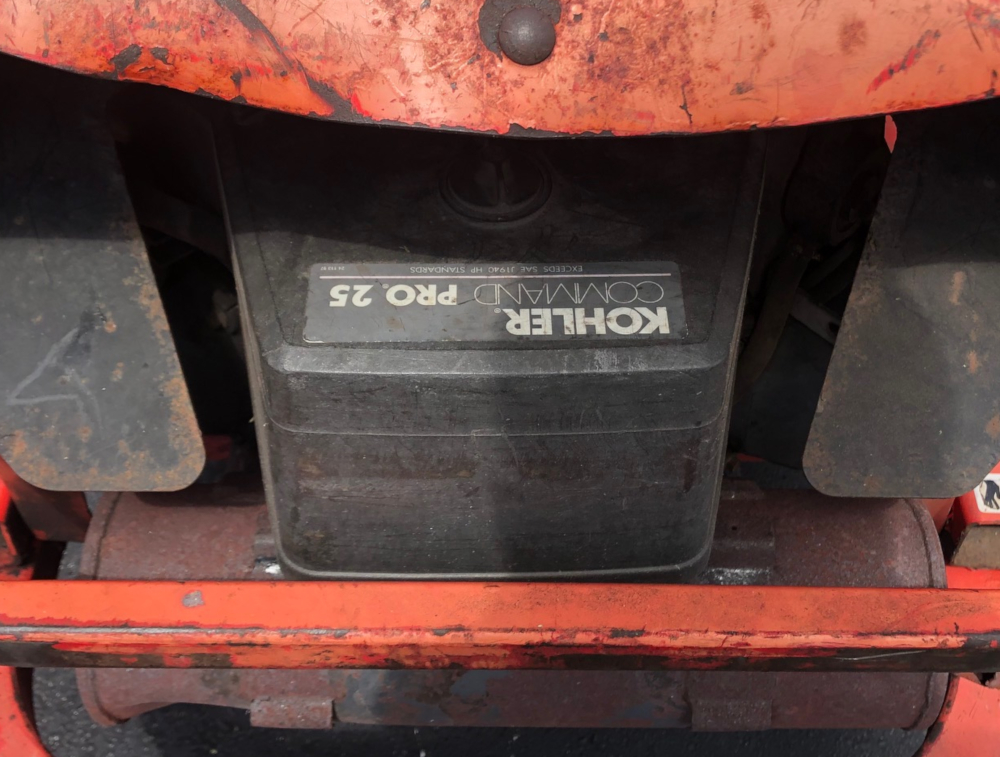 KOHLER.
COMMAND PRO 25
EXCEEDS SAE J1940 HP STANDARDS